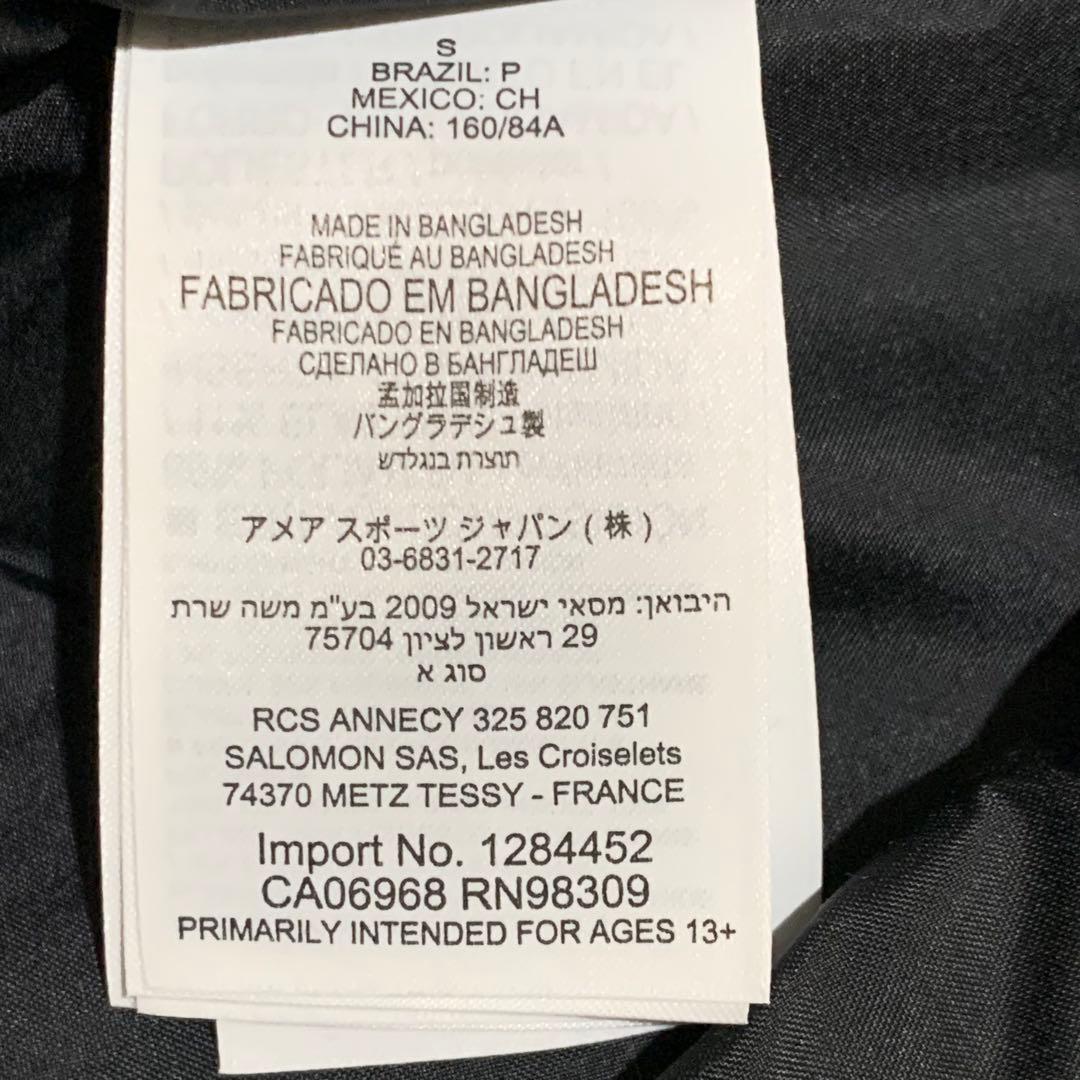 S
BRAZIL: P
MEXICO: CH
CHINA: 160/84A
MADE IN BANGLADESH
FABRIQUÉ AU BANGLADESH
FABRICADO EM BANGLADESH
FABRICADO EN BANGLADESH
СДЕЛАНО В БАНГЛАДЕШ
孟加拉国制造
バングラデシュ製
תוצרת בנגלדש
アメア スポーツ ジャパン ( 株 )
03-6831-2717
היבואן: מסאי ישראל 2009 בע"מ משה שרת
29 ראשון לציון 75704
סוג א
RCS ANNECY 325 820 751
SALOMON SAS, Les Croiselets
74370 METZ TESSY - FRANCE
Import No. 1284452
CA06968 RN98309
PRIMARILY INTENDED FOR AGES 13+